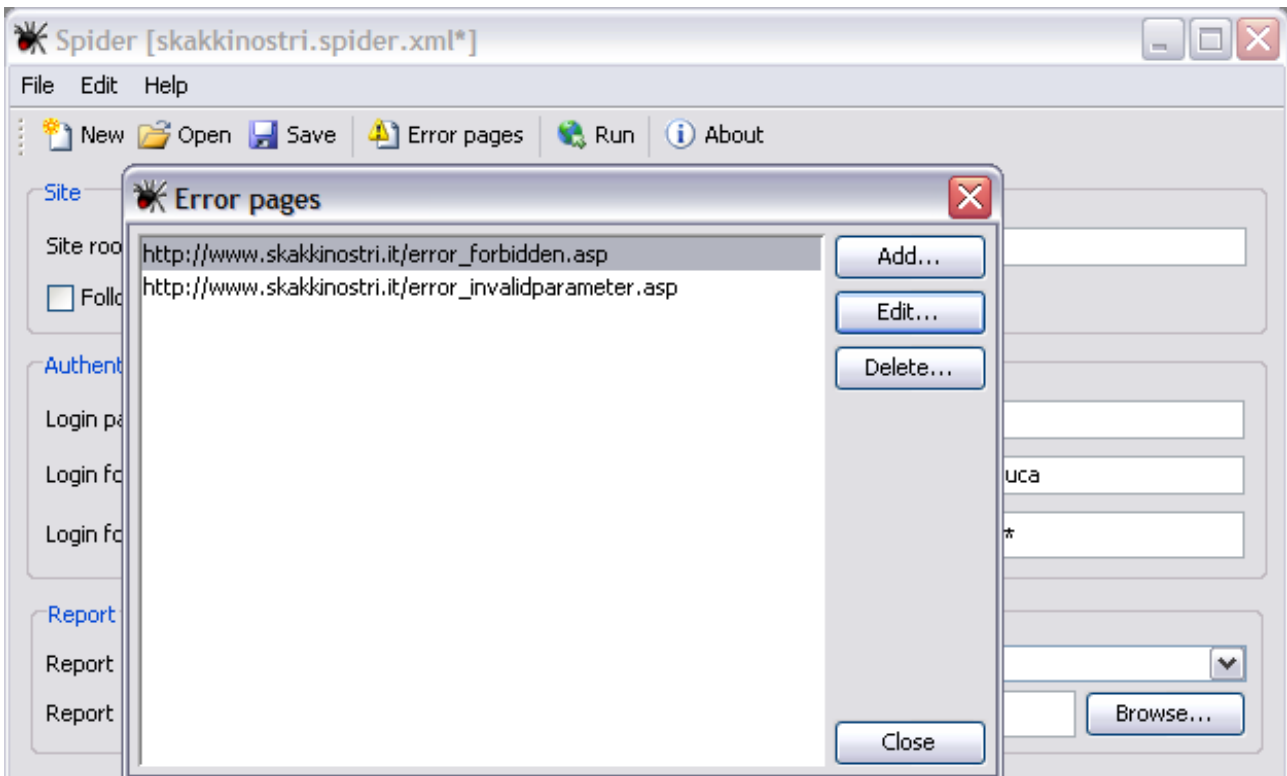 Spider [skakkinostri.spider.xml*]
File Edit Help
New Open Save Error pages Run About
Site
Error pages
Site roo
http://www.skakkinostri.it/error_forbidden.asp
Add...
http://www.skakkinostri.it/error_invalidparameter.asp
Follo
Edit...
Authent
Delete...
Login pa
Login fo
uca
Login fo
*
Report
Report
Report
Browse...
Close